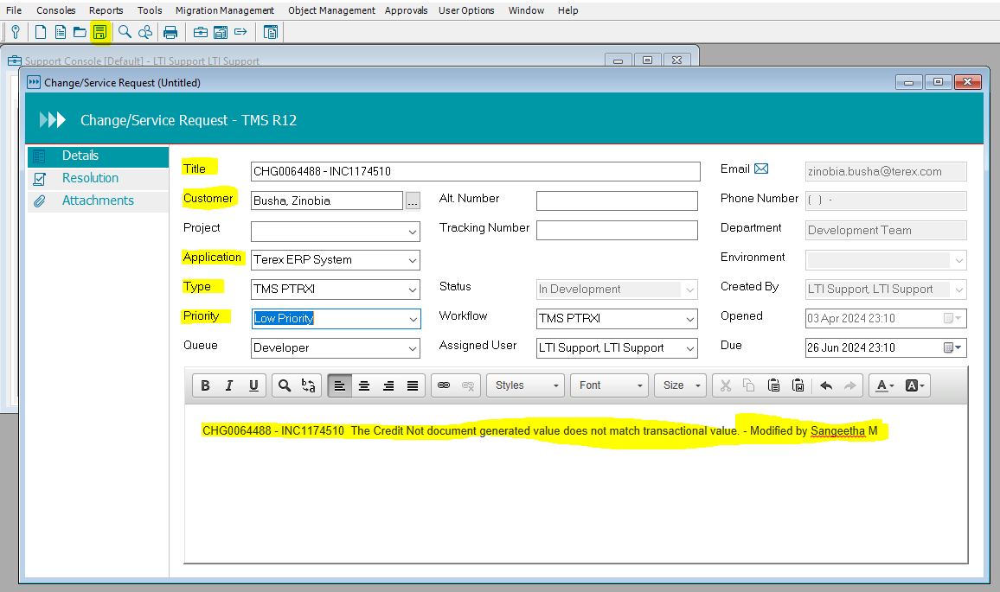 File Consoles Reports Tools Migration Management Object Management Approvals User Options Window Help
Support Console [Default] - LTI Support LTI Support
Change/Service Request (Untitled)
Change/Service Request - TMS R12
Details
Resolution
Attachments
Title CHG0064488 - INC1174510 Email zinobia.busha@terex.com
Customer Busha, Zinobia ... Alt. Number Phone Number ( ) -
Project Tracking Number Department Development Team
Application Terex ERP System Environment
Type TMS PTRXI Status In Development Created By LTI Support, LTI Support
Priority Low Priority Workflow TMS PTRXI Opened 03 Apr 2024 23:10
Queue Developer Assigned User LTI Support, LTI Support Due 26 Jun 2024 23:10
B I U b a Styles Font Size A A
CHG0064488 - INC1174510 The Credit Not document generated value does not match transactional value. - Modified by Sangeetha M